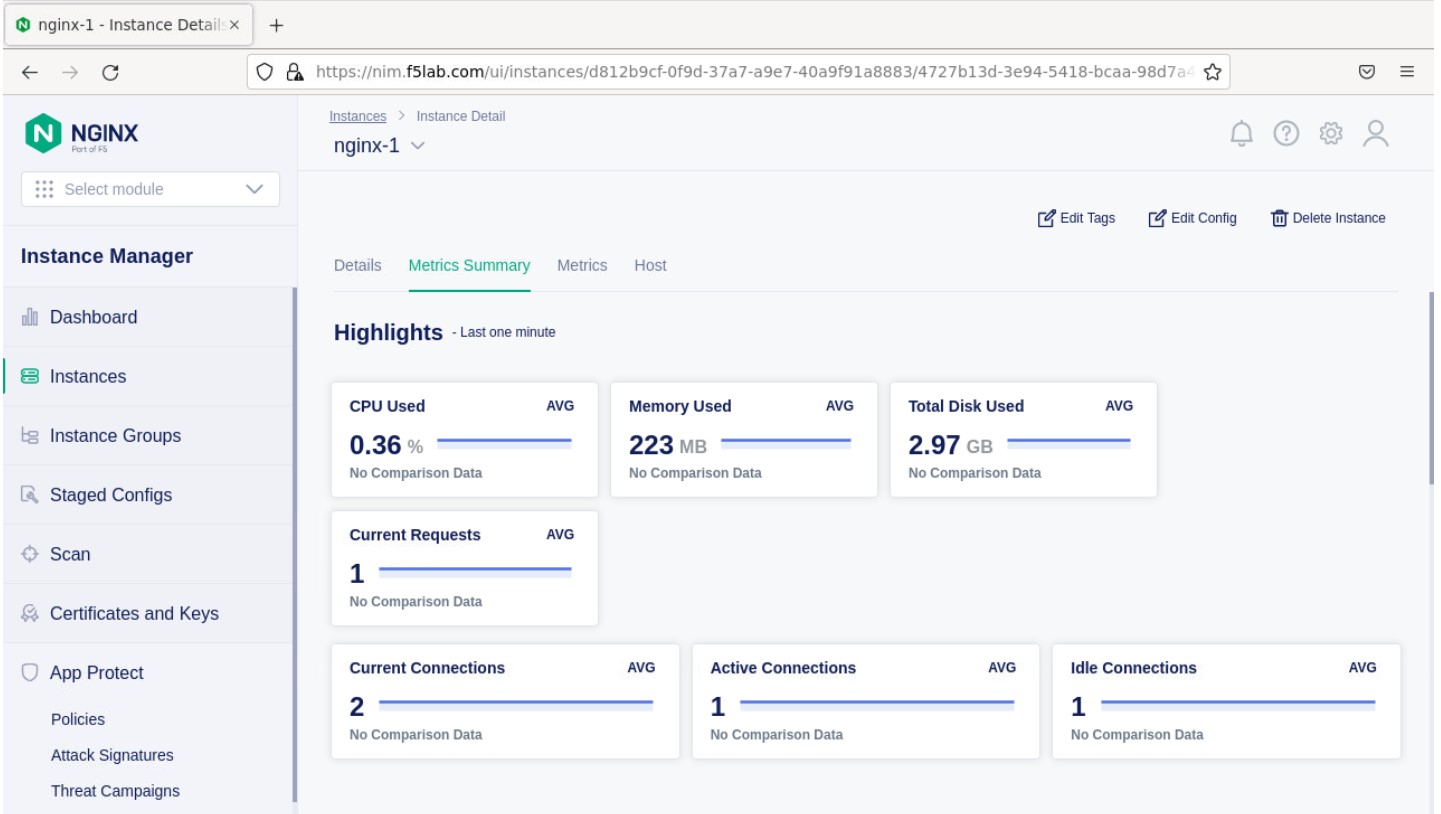 nginx-1 - Instance Details
https://nim.f5lab.com/ui/instances/d812b9cf-0f9d-37a7-a9e7-40a9f91a8883/4727b13d-3e94-5418-bcaa-98d7a4
NGINX
Part of F5
Select module
Instance Manager
Dashboard
Instances
Instance Groups
Staged Configs
Scan
Certificates and Keys
App Protect
Policies
Attack Signatures
Threat Campaigns
Instances > Instance Detail
nginx-1
Edit Tags Edit Config Delete Instance
Details Metrics Summary Metrics Host
Highlights - Last one minute
CPU Used AVG
0.36 %
No Comparison Data
Memory Used AVG
223 MB
No Comparison Data
Total Disk Used AVG
2.97 GB
No Comparison Data
Current Requests AVG
1
No Comparison Data
Current Connections AVG
2
No Comparison Data
Active Connections AVG
1
No Comparison Data
Idle Connections AVG
1
No Comparison Data